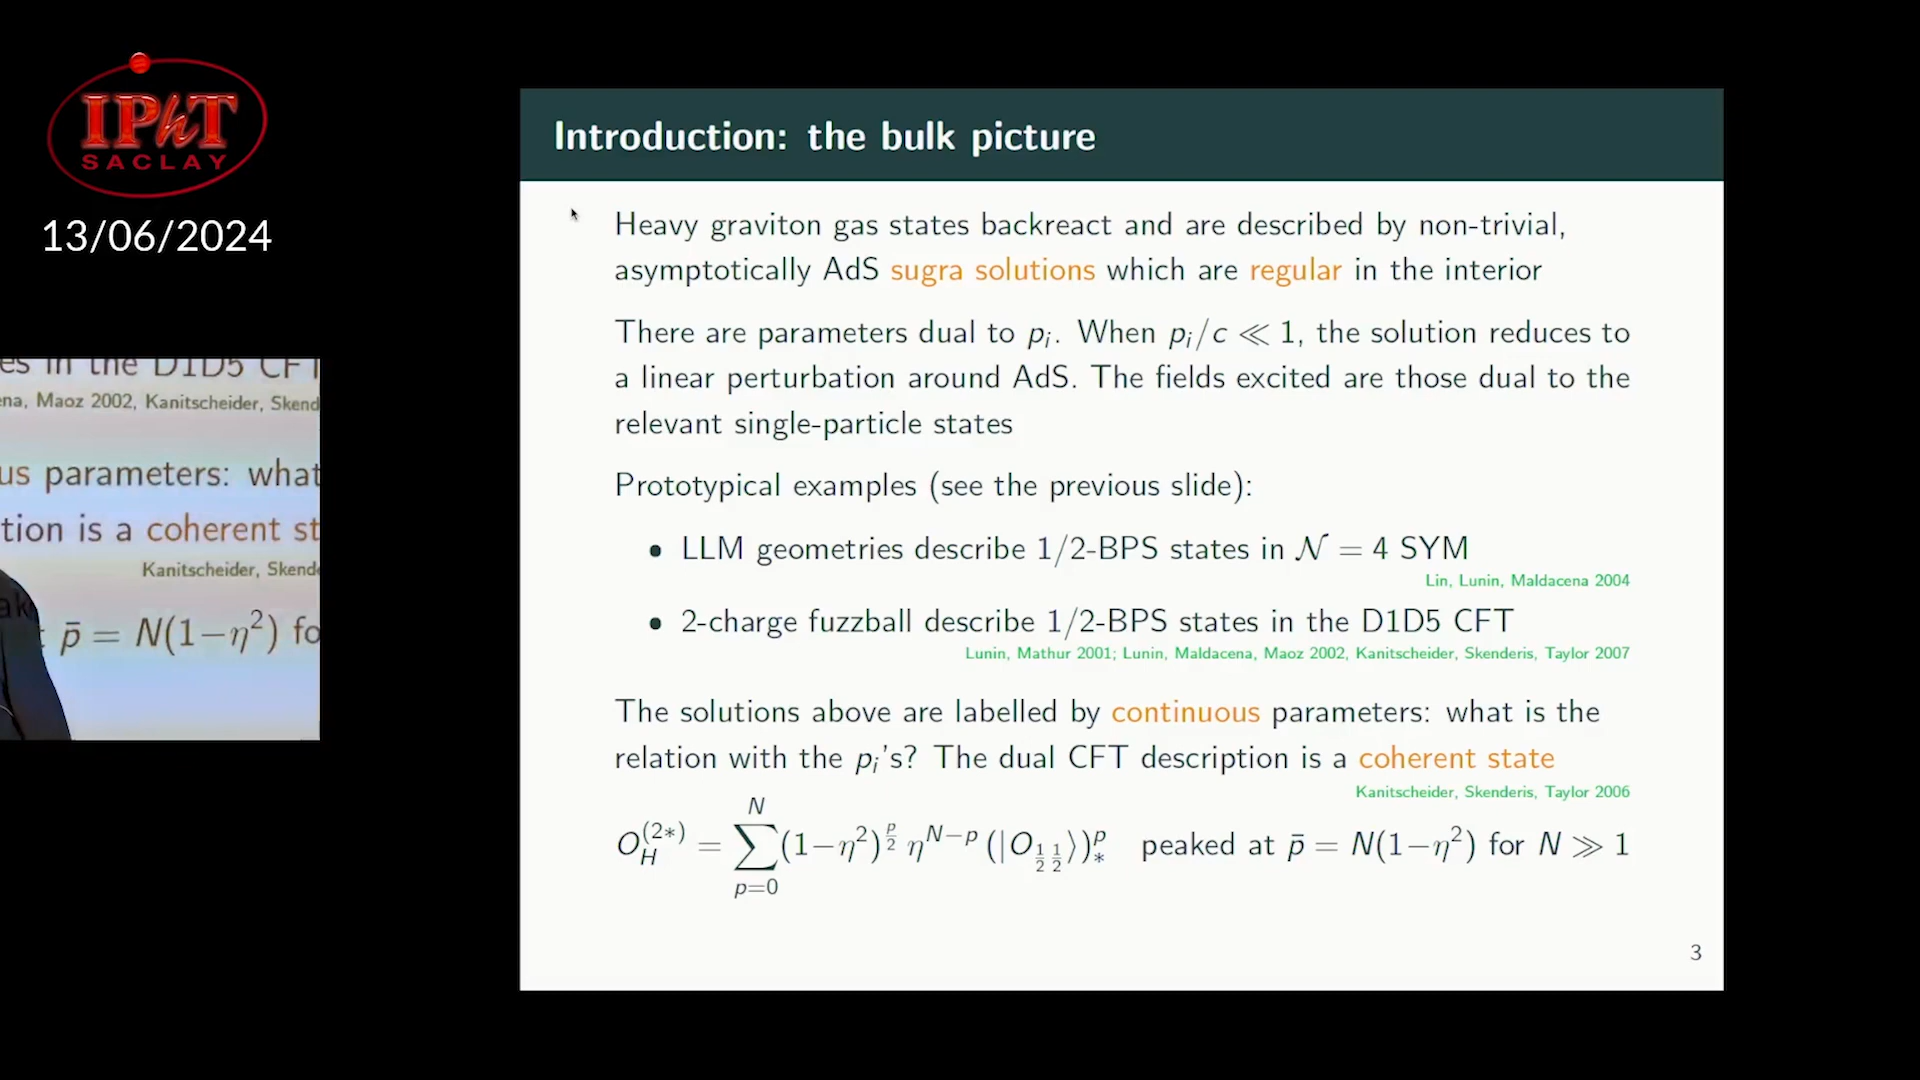 IPhT
SACLAY
13/06/2024
es in the D1D5 CFT
ena, Maoz 2002, Kanitscheider, Skend
us parameters: what
tion is a coherent st
Kanitscheider, Skende
p̄ = N(1−η²) fo
Introduction: the bulk picture
Heavy graviton gas states backreact and are described by non-trivial,
asymptotically AdS sugra solutions which are regular in the interior
There are parameters dual to pᵢ. When pᵢ/c ≪ 1, the solution reduces to
a linear perturbation around AdS. The fields excited are those dual to the
relevant single-particle states
Prototypical examples (see the previous slide):
• LLM geometries describe 1/2-BPS states in 𝒩 = 4 SYM
Lin, Lunin, Maldacena 2004
• 2-charge fuzzball describe 1/2-BPS states in the D1D5 CFT
Lunin, Mathur 2001; Lunin, Maldacena, Maoz 2002, Kanitscheider, Skenderis, Taylor 2007
The solutions above are labelled by continuous parameters: what is the
relation with the pᵢ's? The dual CFT description is a coherent state
Kanitscheider, Skenderis, Taylor 2006
O_H^{(2*)} = ∑_{p=0}^{N} (1−η²)^{p/2} η^{N−p} (|O_{½ ½}⟩)_*^p peaked at p̄ = N(1−η²) for N ≫ 1
3